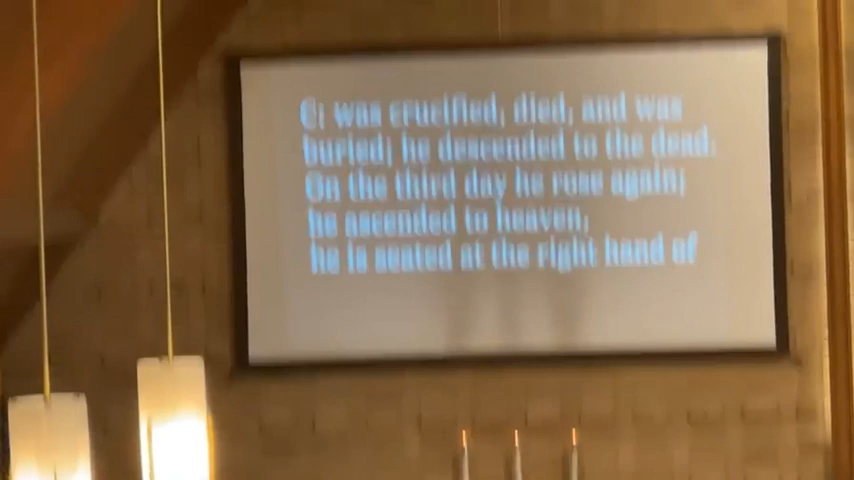 C: was crucified, died, and was
buried; he descended to the dead.
On the third day he rose again;
he ascended to heaven,
he is seated at the right hand of